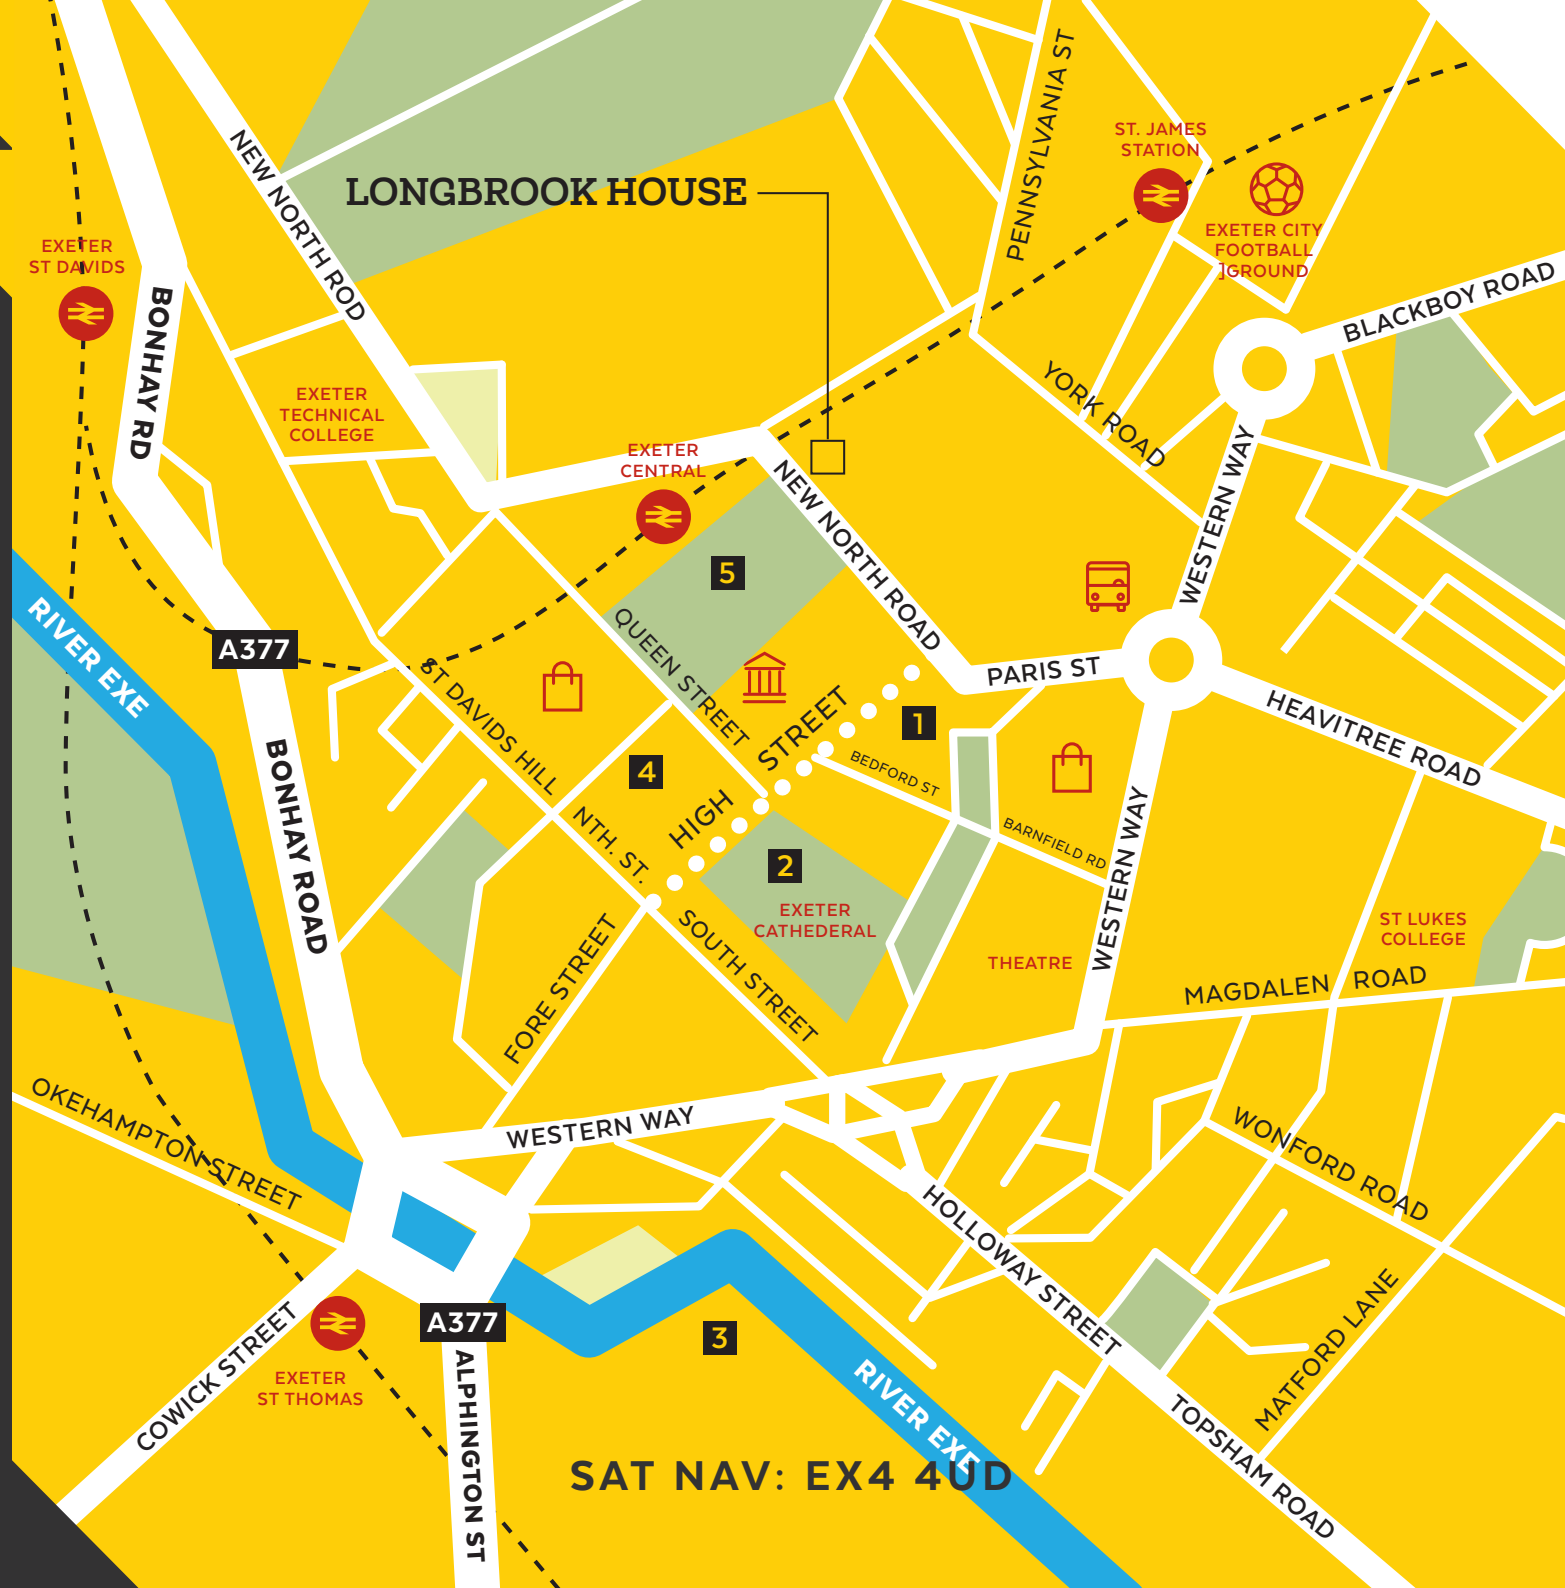 PENNSYLVANIA ST
ST. JAMES
STATION
NEW NORTH ROD
LONGBROOK HOUSE
EXETER CITY
FOOTBALL
]GROUND
EXETER
ST DAVIDS
BLACKBOY ROAD
BONHAY RD
YORK ROAD
EXETER
TECHNICAL
COLLEGE
EXETER
CENTRAL
WESTERN WAY
NEW NORTH ROAD
5
RIVER EXE
A377
QUEEN STREET
PARIS ST
ST DAVIDS HILL
HEAVITREE ROAD
1
HIGH STREET
4
BEDFORD ST
BONHAY ROAD
NTH. ST.
BARNFIELD RD
WESTERN WAY
2
EXETER
CATHEDERAL
ST LUKES
COLLEGE
FORE STREET
SOUTH STREET
THEATRE
MAGDALEN ROAD
OKEHAMPTON STREET
WESTERN WAY
WONFORD ROAD
HOLLOWAY STREET
COWICK STREET
A377
3
MATFORD LANE
EXETER
ST THOMAS
ALPHINGTON ST
RIVER EXE
TOPSHAM ROAD
SAT NAV: EX4 4UD